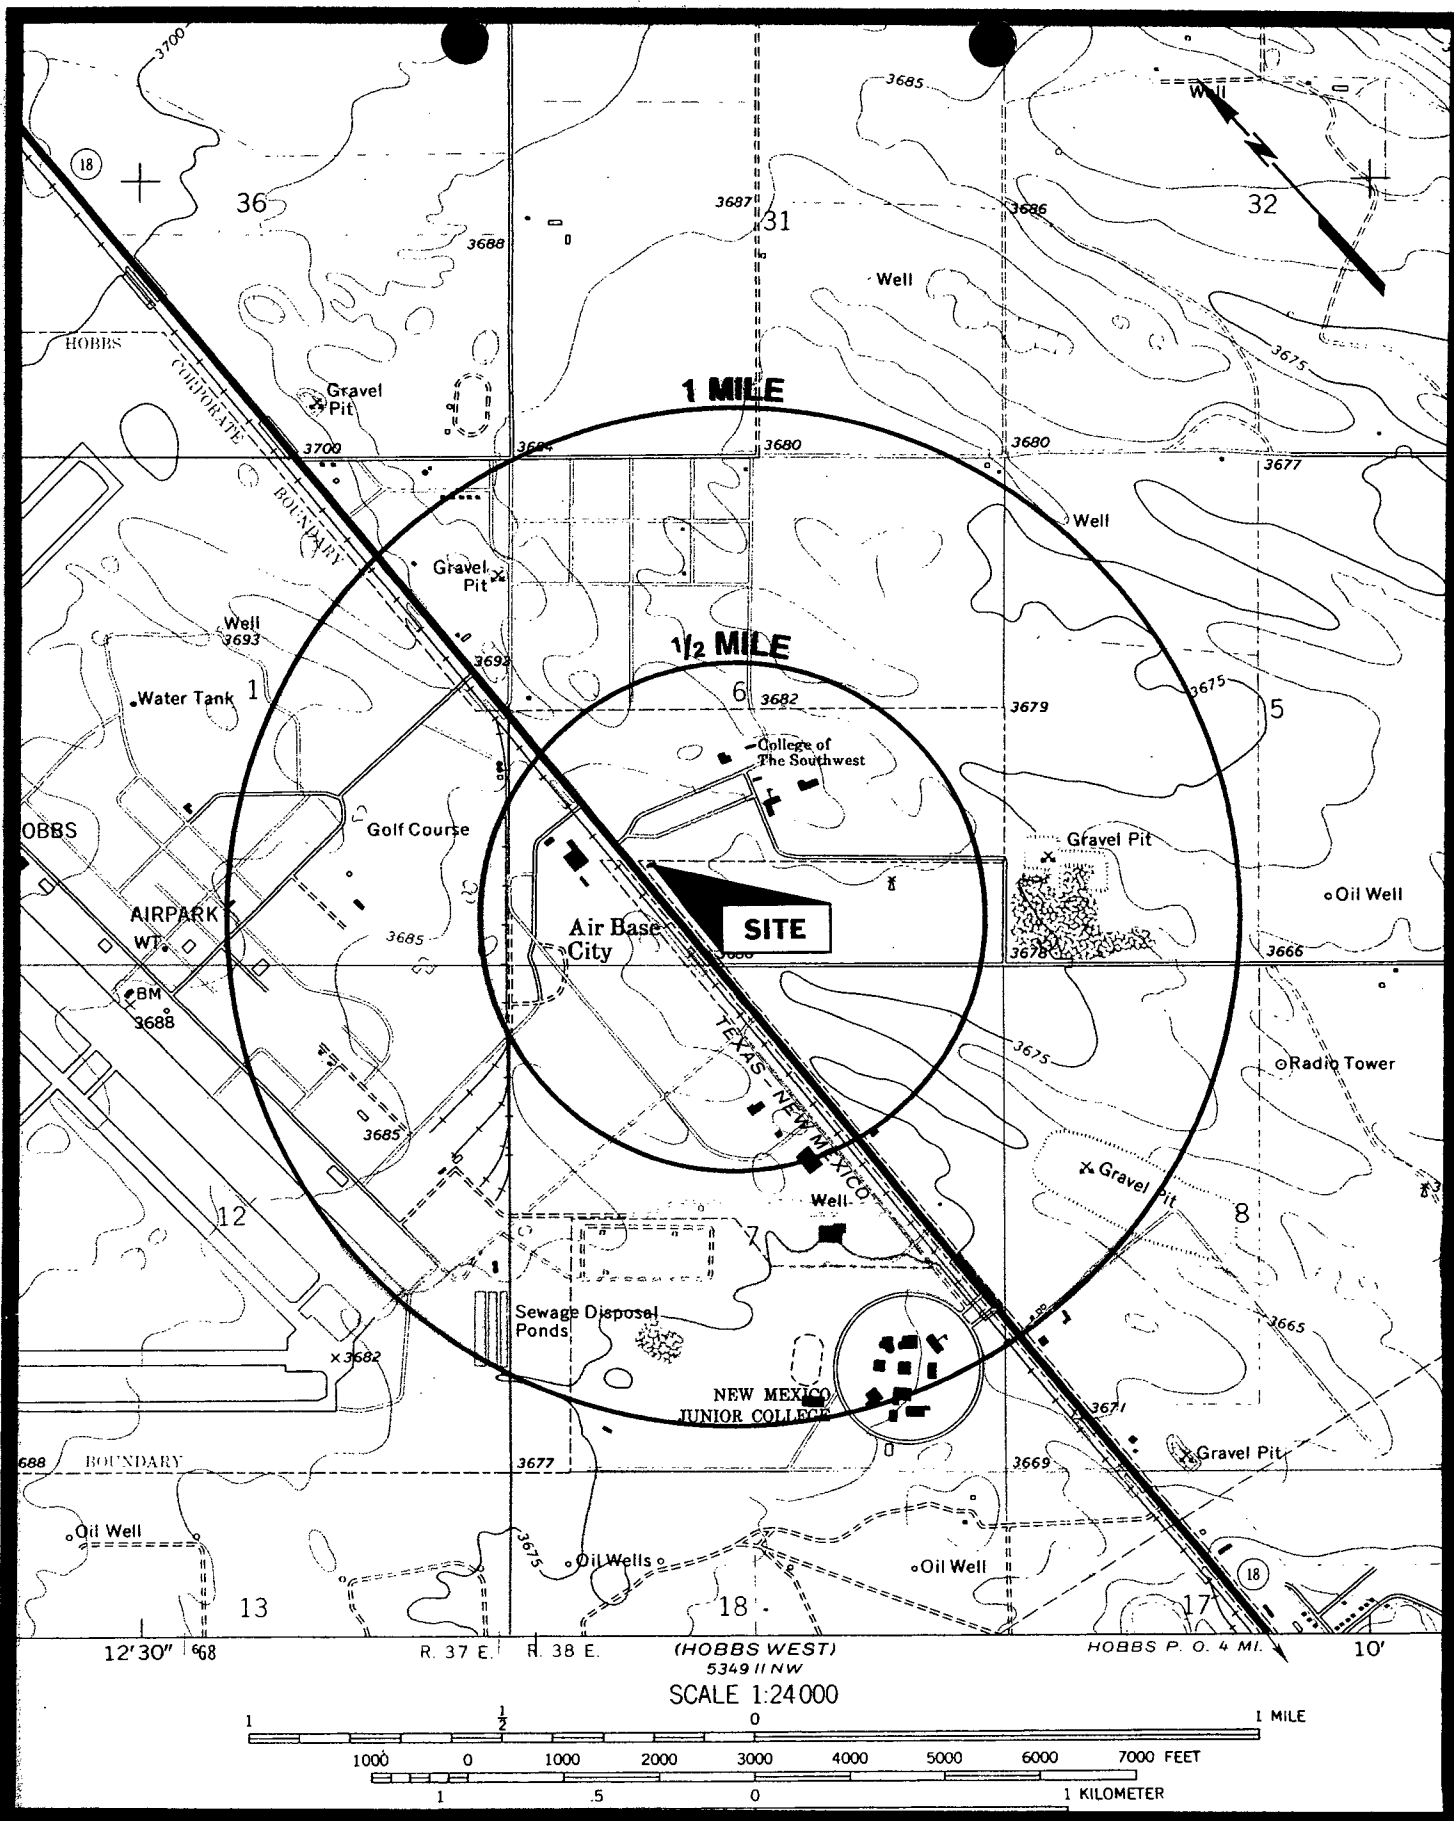 3700
3685
Well
N
18
36
3687
31
3686
32
3688
Well
HOBBS
CORPORATE
BOUNDARY
3675
Gravel
Pit
1 MILE
3700
3684
3680
3680
3677
Well
Gravel
Pit
Well
3693
1/2 MILE
3692
Water Tank
1
6
3682
3679
3675
5
College of
The Southwest
OBBS
Golf Course
Gravel Pit
Oil Well
AIRPARK
WT
SITE
Air Base
City
3685
3678
3666
BM
3688
TEXAS - NEW MEXICO
3675
Radio Tower
3685
Gravel Pit
12
Well
7
8
Sewage Disposal
Ponds
3665
3682
NEW MEXICO
JUNIOR COLLEGE
3671
688
BOUNDARY
3677
3669
Gravel Pit
Oil Well
3675
Oil Wells
Oil Well
18
13
18
17
12'30"
668
R. 37 E.
R. 38 E.
(HOBBS WEST)
5349 II NW
HOBBS P. O. 4 MI.
10'
SCALE 1:24000
1
1/2
0
1 MILE
1000
0
1000
2000
3000
4000
5000
6000
7000 FEET
1
.5
0
1 KILOMETER